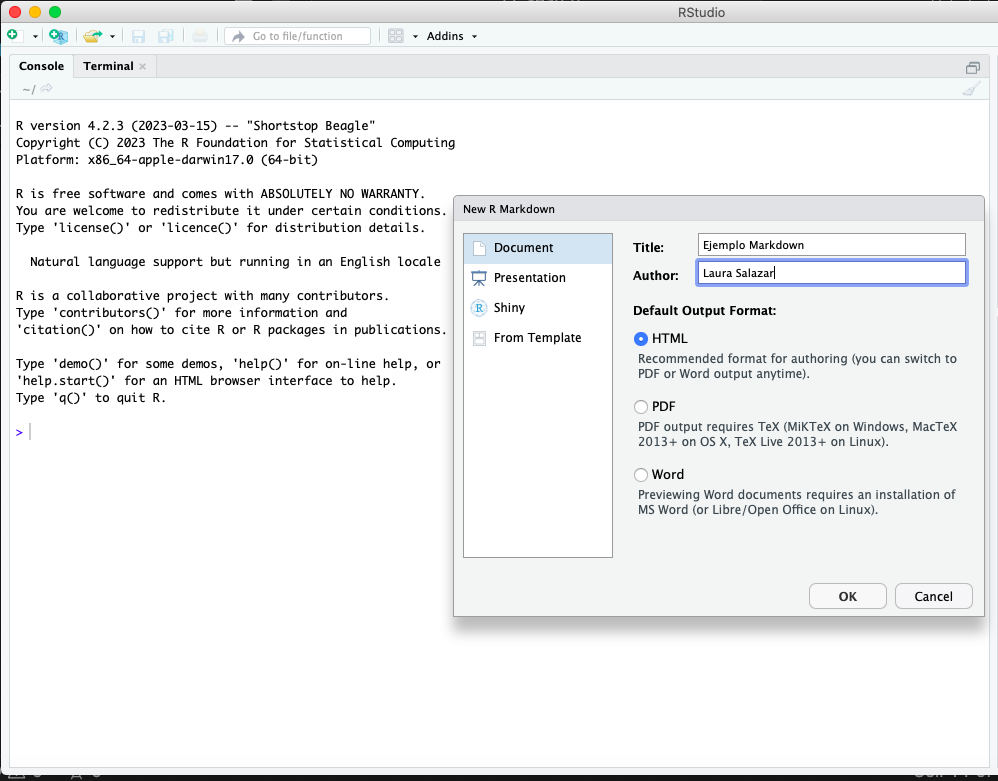 RStudio
Go to file/function
Addins
Console
Terminal
~/
R version 4.2.3 (2023-03-15) -- "Shortstop Beagle"
Copyright (C) 2023 The R Foundation for Statistical Computing
Platform: x86_64-apple-darwin17.0 (64-bit)
R is free software and comes with ABSOLUTELY NO WARRANTY.
You are welcome to redistribute it under certain conditions.
Type 'license()' or 'licence()' for distribution details.
Natural language support but running in an English locale
R is a collaborative project with many contributors.
Type 'contributors()' for more information and
'citation()' on how to cite R or R packages in publications.
Type 'demo()' for some demos, 'help()' for on-line help, or
'help.start()' for an HTML browser interface to help.
Type 'q()' to quit R.
>
New R Markdown
Document
Presentation
R Shiny
From Template
Title: Ejemplo Markdown
Author: Laura Salazar
Default Output Format:
HTML
Recommended format for authoring (you can switch to
PDF or Word output anytime).
PDF
PDF output requires TeX (MiKTeX on Windows, MacTeX
2013+ on OS X, TeX Live 2013+ on Linux).
Word
Previewing Word documents requires an installation of
MS Word (or Libre/Open Office on Linux).
OK
Cancel